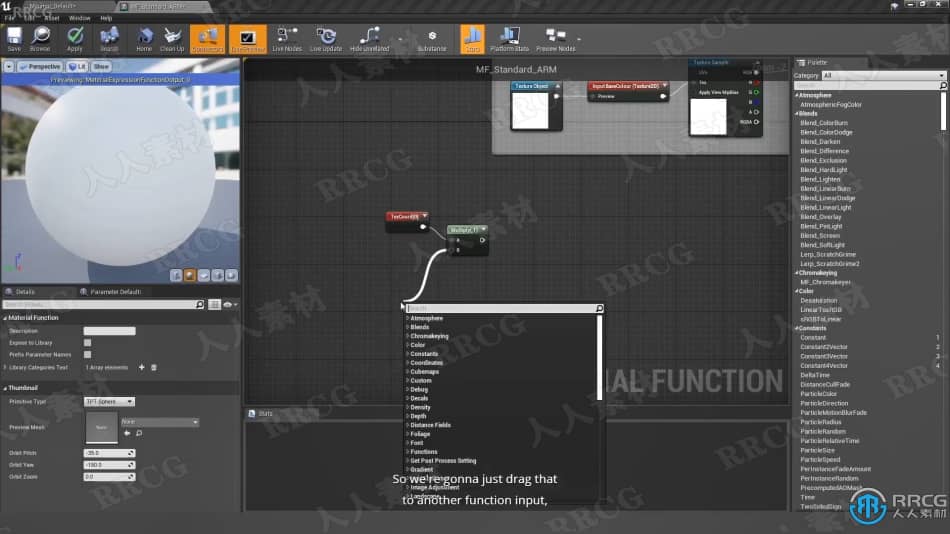 Material_Default*
MF_Standard_ARM*
File Edit Asset Window Help
Save
Browse
Apply
Search
Home
Clean Up
Connectors
Live Preview
Live Nodes
Live Update
Hide Unrelated
Substance
Stats
Platform Stats
Preview Nodes
Perspective
Lit
Show
Previewing: MaterialExpressionFunctionOutput_0
Details
Parameter Default:
Search Details
Material Function
Description
Expose to Library
Prefix Parameter Names
Library Categories Text
1 Array elements
Thumbnail
Primitive Type
TPT Sphere
Preview Mesh
None
None
Orbit Pitch
-35.0
Orbit Yaw
-180.0
Orbit Zoom
0.0
MF_Standard_ARM
Texture Object
Input BaseColour (Texture2D)
Preview
Texture Sample
UVs
RGB
Tex
R
Apply View MipBias
G
B
A
RGBA
TexCoord[0]
Multiply(,1)
A
B
MATERIAL FUNCTION
Search
Atmosphere
Blends
Chromakeying
Color
Constants
Coordinates
Cubemaps
Custom
Debug
Decals
Density
Depth
Distance Fields
Foliage
Font
Functions
Get Post Process Setting
Gradient
Image Adjustment
Landscape
Stats
So we're gonna just drag that
to another function input,
Palette
Category: All
Search
Atmosphere
AtmosphericFogColor
Blends
Blend_ColorBurn
Blend_ColorDodge
Blend_Darken
Blend_Difference
Blend_Exclusion
Blend_HardLight
Blend_Lighten
Blend_LinearBurn
Blend_LinearDodge
Blend_LinearLight
Blend_Overlay
Blend_PinLight
Blend_Screen
Blend_SoftLight
Lerp_ScratchGrime
Lerp_ScratchGrime2
Chromakeying
MF_Chromakeyer
Color
Desaturation
LinearTosRGB
sRGBToLinear
Constants
Constant 1
Constant2Vector 2
Constant3Vector 3
Constant4Vector 4
DeltaTime
DistanceCullFade
ParticleColor
ParticleDirection
ParticleMotionBlurFade
ParticleRadius
ParticleRandom
ParticleRelativeTime
ParticleSize
ParticleSpeed
PerInstanceFadeAmount
PerInstanceRandom
PrecomputedAOMask
Time
TwoSidedSign
RRCG
人人素材